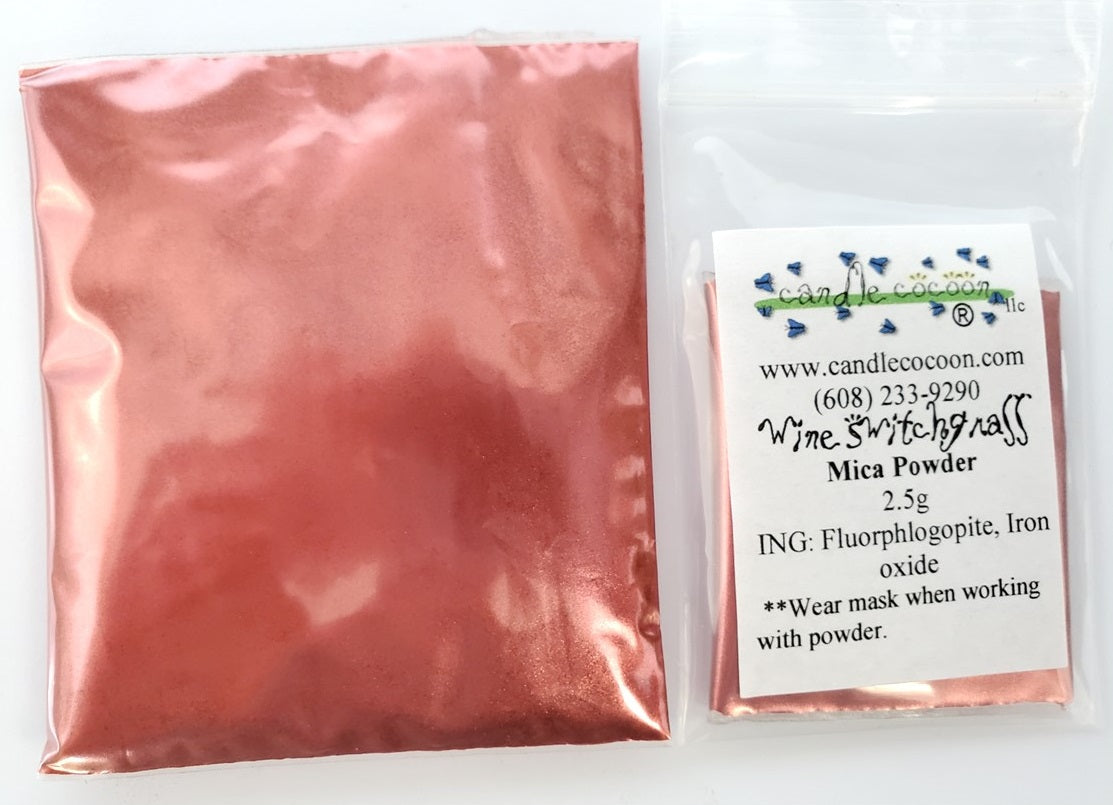 candle cocoon llc
®
www.candlecocoon.com
(608) 233-9290
Wine Switchgrass
Mica Powder
2.5g
ING: Fluorphlogopite, Iron
oxide
**Wear mask when working
with powder.